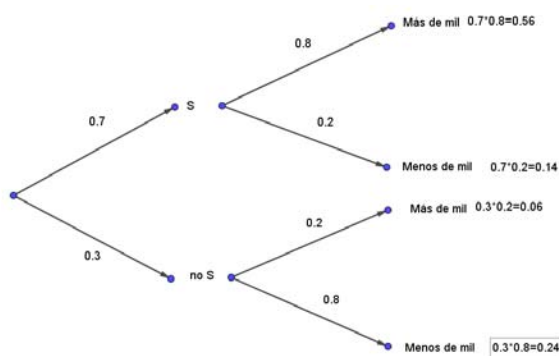 Más de mil 0.7*0.8=0.56
0.8
S
0.7
0.2
Menos de mil 0.7*0.2=0.14
Más de mil 0.3*0.2=0.06
0.2
0.3
no S
0.8
Menos de mil 0.3*0.8=0.24